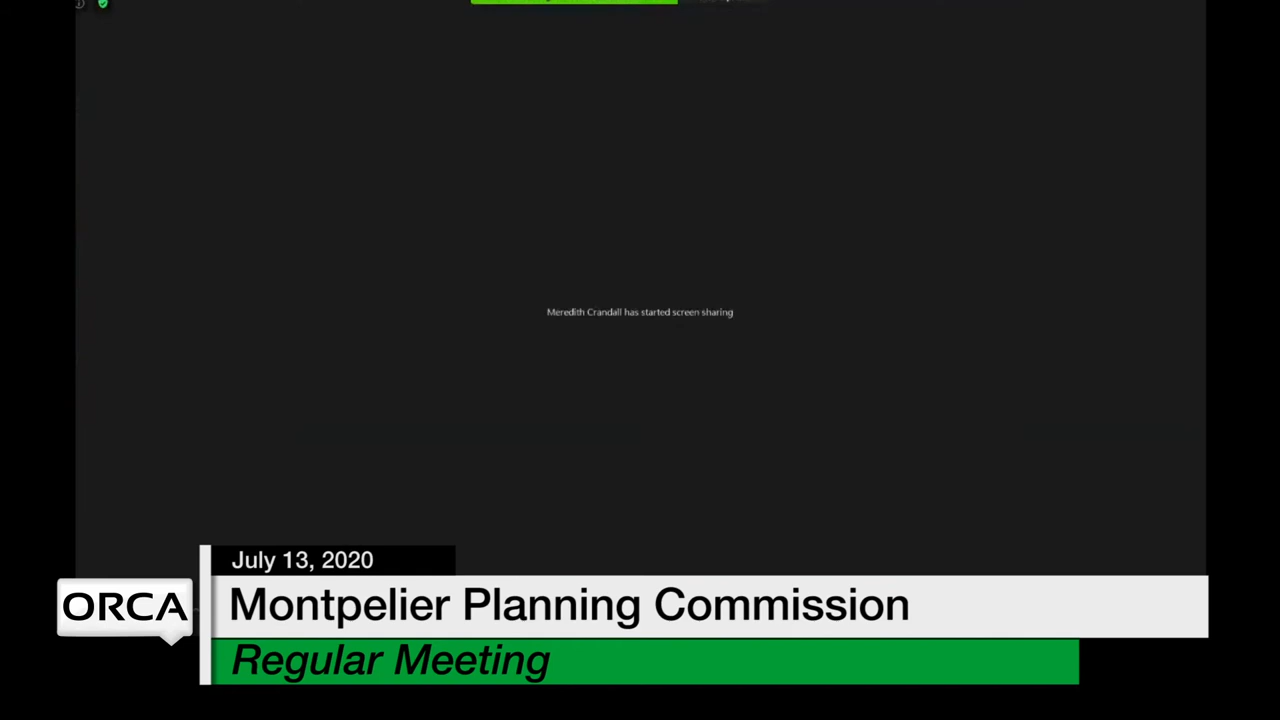 Meredith Crandall has started screen sharing
July 13, 2020
ORCA
Montpelier Planning Commission
Regular Meeting